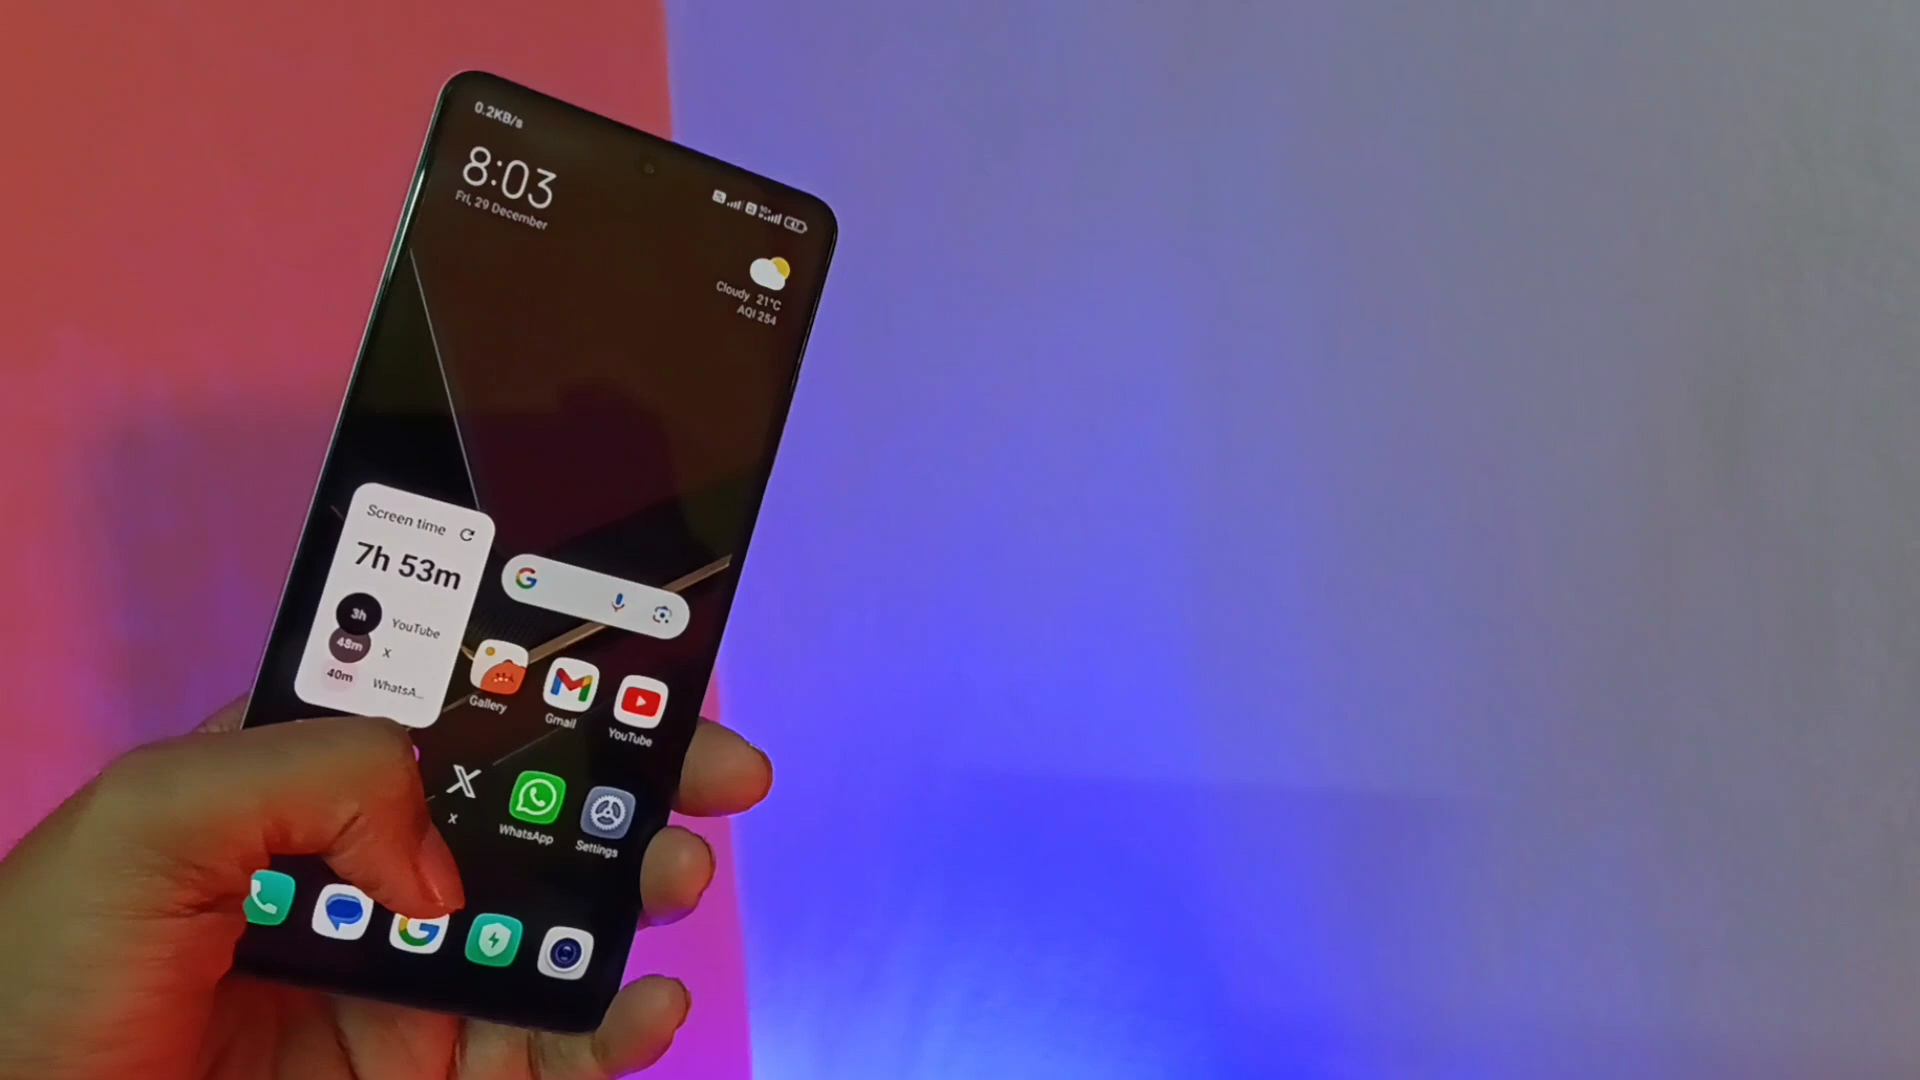 0.2KB/s
8:03
Fri, 29 December
47
Cloudy 21°C
AQI 254
Screen time
7h 53m
3h YouTube
48m X
40m WhatsA...
Gallery
Gmail
YouTube
X
WhatsApp
Settings